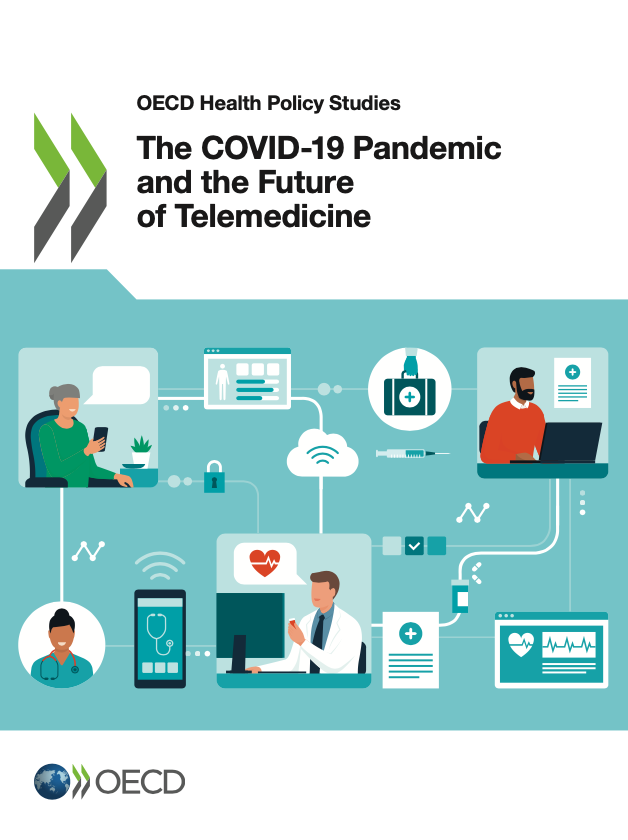 OECD Health Policy Studies
The COVID-19 Pandemic
and the Future
of Telemedicine
OECD